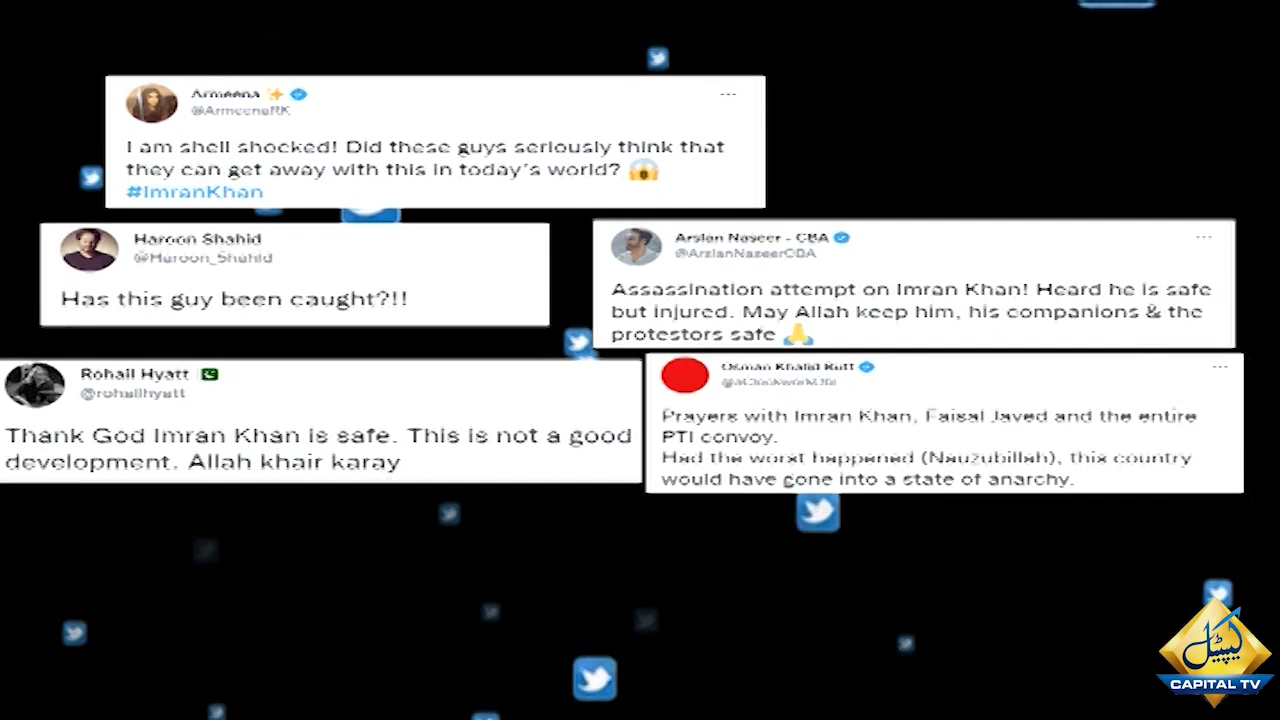 Armeena
@ArmeenaRK
I am shell shocked! Did these guys seriously think that
they can get away with this in today's world? 😱
#ImranKhan
Haroon Shahid
@Haroon_Shahid
Has this guy been caught?!!
Arslan Naseer - CBA
@ArslanNaseerCBA
Assassination attempt on Imran Khan! Heard he is safe
but injured. May Allah keep him, his companions & the
protestors safe 🙏
Rohail Hyatt 🇵🇰
@rohailhyatt
Thank God Imran Khan is safe. This is not a good
development. Allah khair karay
Osman Khalid Butt
Prayers with Imran Khan, Faisal Javed and the entire
PTI convoy.
Had the worst happened (Nauzubillah), this country
would have gone into a state of anarchy.
کیپیٹل
CAPITAL TV